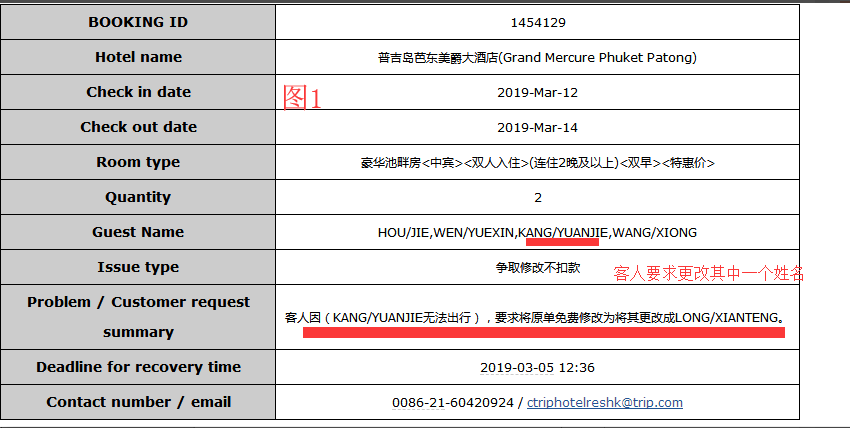 BOOKING ID 1454129
Hotel name 普吉岛芭东美爵大酒店(Grand Mercure Phuket Patong)
Check in date 2019-Mar-12
图1
Check out date 2019-Mar-14
Room type 豪华池畔房<中宾><双人入住>(连住2晚及以上)<双早><特惠价>
Quantity 2
Guest Name HOU/JIE,WEN/YUEXIN,KANG/YUANJIE,WANG/XIONG
Issue type 争取修改不扣款
客人要求更改其中一个姓名
Problem / Customer request
summary
客人因（KANG/YUANJIE无法出行），要求将原单免费修改为将其更改成LONG/XIANTENG。
Deadline for recovery time 2019-03-05 12:36
Contact number / email 0086-21-60420924 / ctriphotelreshk@trip.com